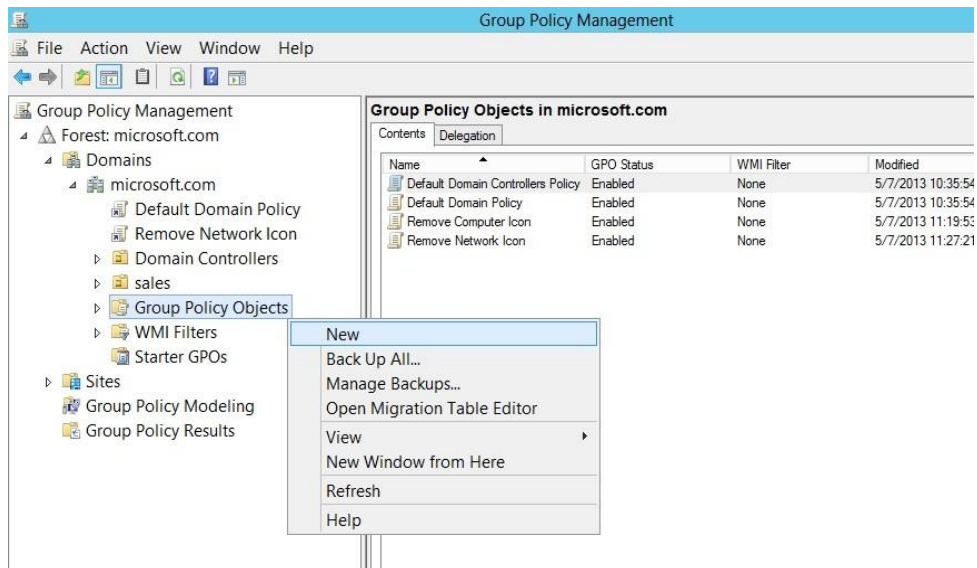 Group Policy Management
File Action View Window Help
Group Policy Management
Forest: microsoft.com
Domains
microsoft.com
Default Domain Policy
Remove Network Icon
Domain Controllers
sales
Group Policy Objects
WMI Filters
Starter GPOs
Sites
Group Policy Modeling
Group Policy Results
New
Back Up All...
Manage Backups...
Open Migration Table Editor
View
New Window from Here
Refresh
Help
Group Policy Objects in microsoft.com
Contents Delegation
Name GPO Status WMI Filter Modified
Default Domain Controllers Policy Enabled None 5/7/2013 10:35:54
Default Domain Policy Enabled None 5/7/2013 10:35:54
Remove Computer Icon Enabled None 5/7/2013 11:19:53
Remove Network Icon Enabled None 5/7/2013 11:27:21